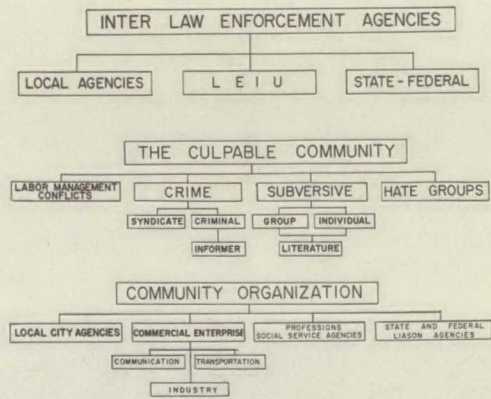 INTER LAW ENFORCEMENT AGENCIES
LOCAL AGENCIES
L E I U
STATE - FEDERAL
THE CULPABLE COMMUNITY
LABOR MANAGEMENT
CONFLICTS
CRIME
SUBVERSIVE
HATE GROUPS
SYNDICATE
CRIMINAL
GROUP
INDIVIDUAL
INFORMER
LITERATURE
COMMUNITY ORGANIZATION
LOCAL CITY AGENCIES
COMMERCIAL ENTERPRISE
PROFESSIONS
SOCIAL SERVICE AGENCIES
STATE AND FEDERAL
LIASON AGENCIES
COMMUNICATION
TRANSPORTATION
INDUSTRY